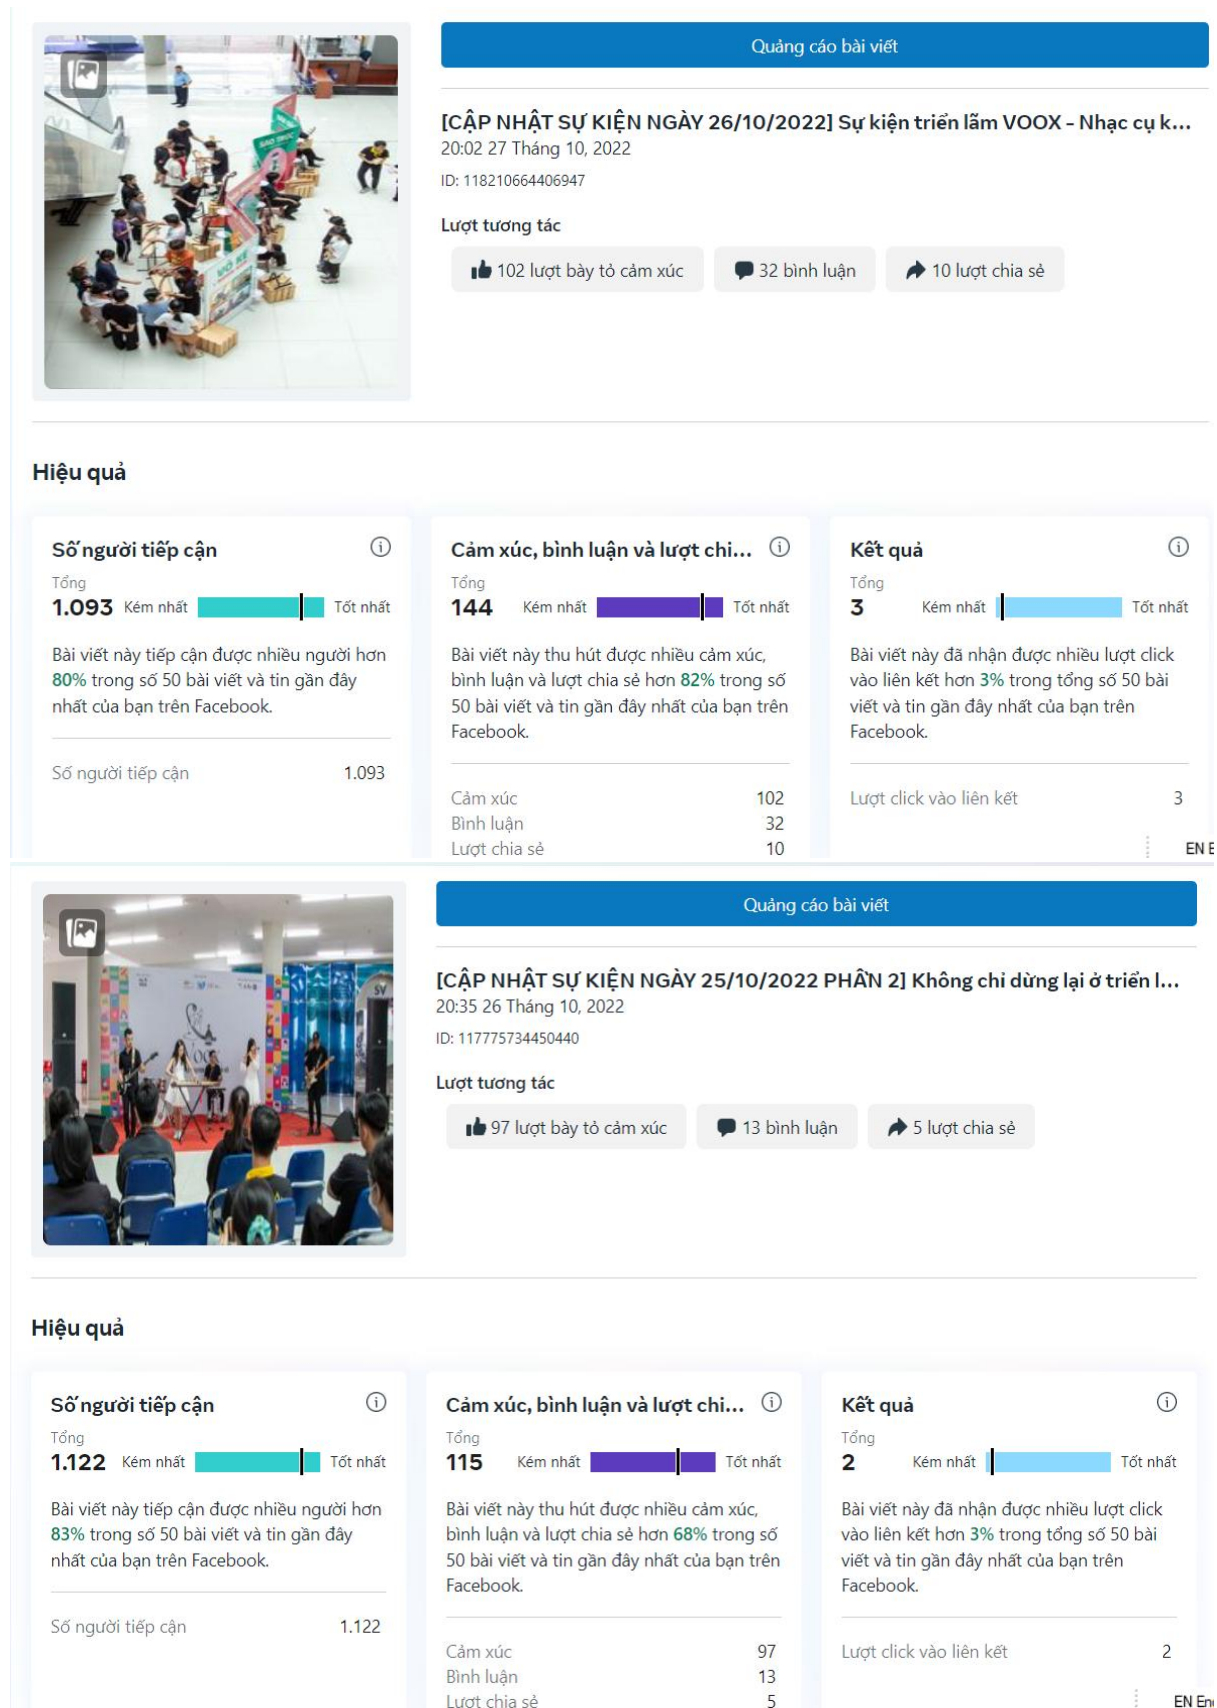 Quảng cáo bài viết
[CẬP NHẬT SỰ KIỆN NGÀY 26/10/2022] Sự kiện triển lãm VOOX - Nhạc cụ k...
20:02 27 Tháng 10, 2022
ID: 118210664406947
Lượt tương tác
102 lượt bày tỏ cảm xúc 32 bình luận 10 lượt chia sẻ
Hiệu quả
Số người tiếp cận
Tổng
1.093 Kém nhất Tốt nhất
Bài viết này tiếp cận được nhiều người hơn
80% trong số 50 bài viết và tin gần đây
nhất của bạn trên Facebook.
Số người tiếp cận 1.093
Cảm xúc, bình luận và lượt chi...
Tổng
144 Kém nhất Tốt nhất
Bài viết này thu hút được nhiều cảm xúc,
bình luận và lượt chia sẻ hơn 82% trong số
50 bài viết và tin gần đây nhất của bạn trên
Facebook.
Cảm xúc 102
Bình luận 32
Lượt chia sẻ 10
Kết quả
Tổng
3 Kém nhất Tốt nhất
Bài viết này đã nhận được nhiều lượt click
vào liên kết hơn 3% trong tổng số 50 bài
viết và tin gần đây nhất của bạn trên
Facebook.
Lượt click vào liên kết 3
EN E
Quảng cáo bài viết
[CẬP NHẬT SỰ KIỆN NGÀY 25/10/2022 PHẦN 2] Không chỉ dừng lại ở triển l...
20:35 26 Tháng 10, 2022
ID: 117775734450440
Lượt tương tác
97 lượt bày tỏ cảm xúc 13 bình luận 5 lượt chia sẻ
SV
Hiệu quả
Số người tiếp cận
Tổng
1.122 Kém nhất Tốt nhất
Bài viết này tiếp cận được nhiều người hơn
83% trong số 50 bài viết và tin gần đây
nhất của bạn trên Facebook.
Số người tiếp cận 1.122
Cảm xúc, bình luận và lượt chi...
Tổng
115 Kém nhất Tốt nhất
Bài viết này thu hút được nhiều cảm xúc,
bình luận và lượt chia sẻ hơn 68% trong số
50 bài viết và tin gần đây nhất của bạn trên
Facebook.
Cảm xúc 97
Bình luận 13
Lượt chia sẻ 5
Kết quả
Tổng
2 Kém nhất Tốt nhất
Bài viết này đã nhận được nhiều lượt click
vào liên kết hơn 3% trong tổng số 50 bài
viết và tin gần đây nhất của bạn trên
Facebook.
Lượt click vào liên kết 2
EN En